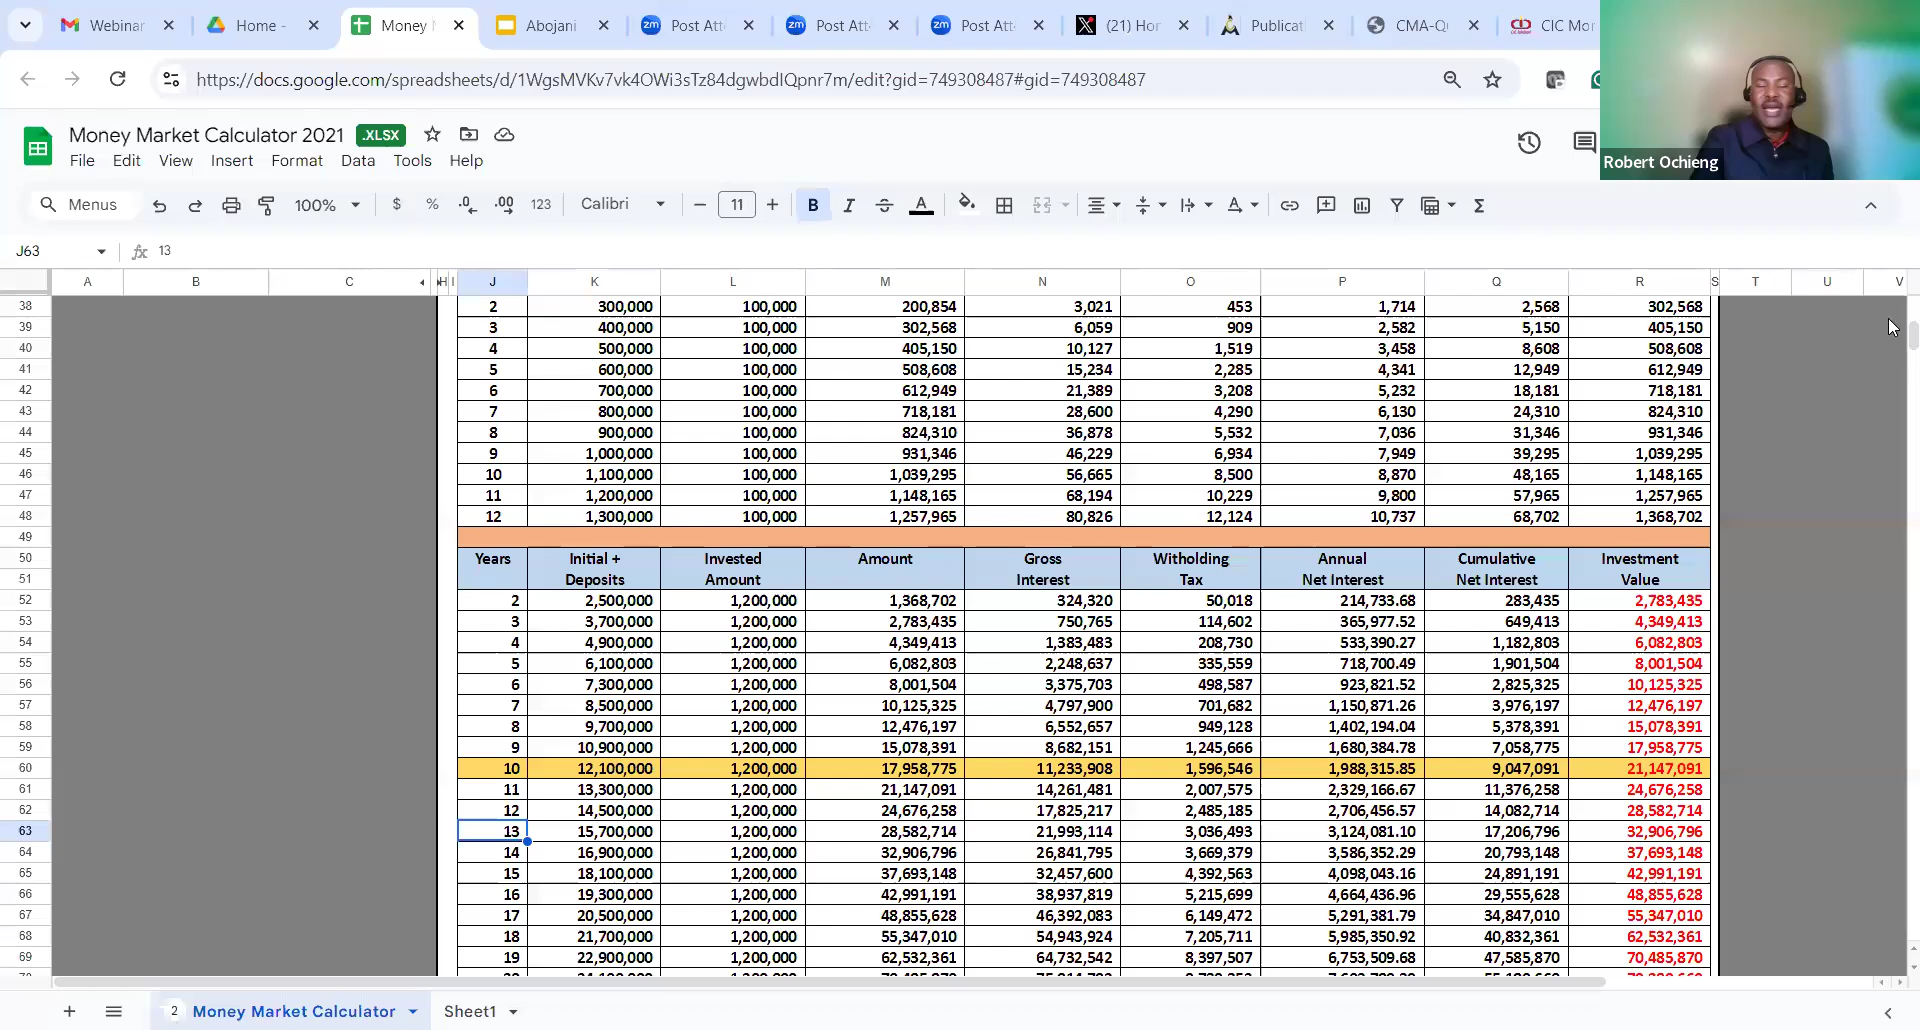 Webinar
Home -
Money
Abojani
zm Post Att
zm Post Att
zm Post Att
X (21) Hor
Publicat
CMA-Q
CIC Mor
https://docs.google.com/spreadsheets/d/1WgsMVKv7vk4OWi3sTz84dgwbdIQpnr7m/edit?gid=749308487#gid=749308487
Robert Ochieng
Money Market Calculator 2021 .XLSX
File Edit View Insert Format Data Tools Help
Menus 100% $ % .0 .00 123 Calibri 11 B I S A
J63 fx 13
A B C H I J K L M N O P Q R S T U V
38 2 300,000 100,000 200,854 3,021 453 1,714 2,568 302,568
39 3 400,000 100,000 302,568 6,059 909 2,582 5,150 405,150
40 4 500,000 100,000 405,150 10,127 1,519 3,458 8,608 508,608
41 5 600,000 100,000 508,608 15,234 2,285 4,341 12,949 612,949
42 6 700,000 100,000 612,949 21,389 3,208 5,232 18,181 718,181
43 7 800,000 100,000 718,181 28,600 4,290 6,130 24,310 824,310
44 8 900,000 100,000 824,310 36,878 5,532 7,036 31,346 931,346
45 9 1,000,000 100,000 931,346 46,229 6,934 7,949 39,295 1,039,295
46 10 1,100,000 100,000 1,039,295 56,665 8,500 8,870 48,165 1,148,165
47 11 1,200,000 100,000 1,148,165 68,194 10,229 9,800 57,965 1,257,965
48 12 1,300,000 100,000 1,257,965 80,826 12,124 10,737 68,702 1,368,702
49
50 Years Initial + Invested Amount Gross Witholding Annual Cumulative Investment
51 Deposits Amount Interest Tax Net Interest Net Interest Value
52 2 2,500,000 1,200,000 1,368,702 324,320 50,018 214,733.68 283,435 2,783,435
53 3 3,700,000 1,200,000 2,783,435 750,765 114,602 365,977.52 649,413 4,349,413
54 4 4,900,000 1,200,000 4,349,413 1,383,483 208,730 533,390.27 1,182,803 6,082,803
55 5 6,100,000 1,200,000 6,082,803 2,248,637 335,559 718,700.49 1,901,504 8,001,504
56 6 7,300,000 1,200,000 8,001,504 3,375,703 498,587 923,821.52 2,825,325 10,125,325
57 7 8,500,000 1,200,000 10,125,325 4,797,900 701,682 1,150,871.26 3,976,197 12,476,197
58 8 9,700,000 1,200,000 12,476,197 6,552,657 949,128 1,402,194.04 5,378,391 15,078,391
59 9 10,900,000 1,200,000 15,078,391 8,682,151 1,245,666 1,680,384.78 7,058,775 17,958,775
60 10 12,100,000 1,200,000 17,958,775 11,233,908 1,596,546 1,988,315.85 9,047,091 21,147,091
61 11 13,300,000 1,200,000 21,147,091 14,261,481 2,007,575 2,329,166.67 11,376,258 24,676,258
62 12 14,500,000 1,200,000 24,676,258 17,825,217 2,485,185 2,706,456.57 14,082,714 28,582,714
63 13 15,700,000 1,200,000 28,582,714 21,993,114 3,036,493 3,124,081.10 17,206,796 32,906,796
64 14 16,900,000 1,200,000 32,906,796 26,841,795 3,669,379 3,586,352.29 20,793,148 37,693,148
65 15 18,100,000 1,200,000 37,693,148 32,457,600 4,392,563 4,098,043.16 24,891,191 42,991,191
66 16 19,300,000 1,200,000 42,991,191 38,937,819 5,215,699 4,664,436.96 29,555,628 48,855,628
67 17 20,500,000 1,200,000 48,855,628 46,392,083 6,149,472 5,291,381.79 34,847,010 55,347,010
68 18 21,700,000 1,200,000 55,347,010 54,943,924 7,205,711 5,985,350.92 40,832,361 62,532,361
69 19 22,900,000 1,200,000 62,532,361 64,732,542 8,397,507 6,753,509.68 47,585,870 70,485,870
2 Money Market Calculator Sheet1